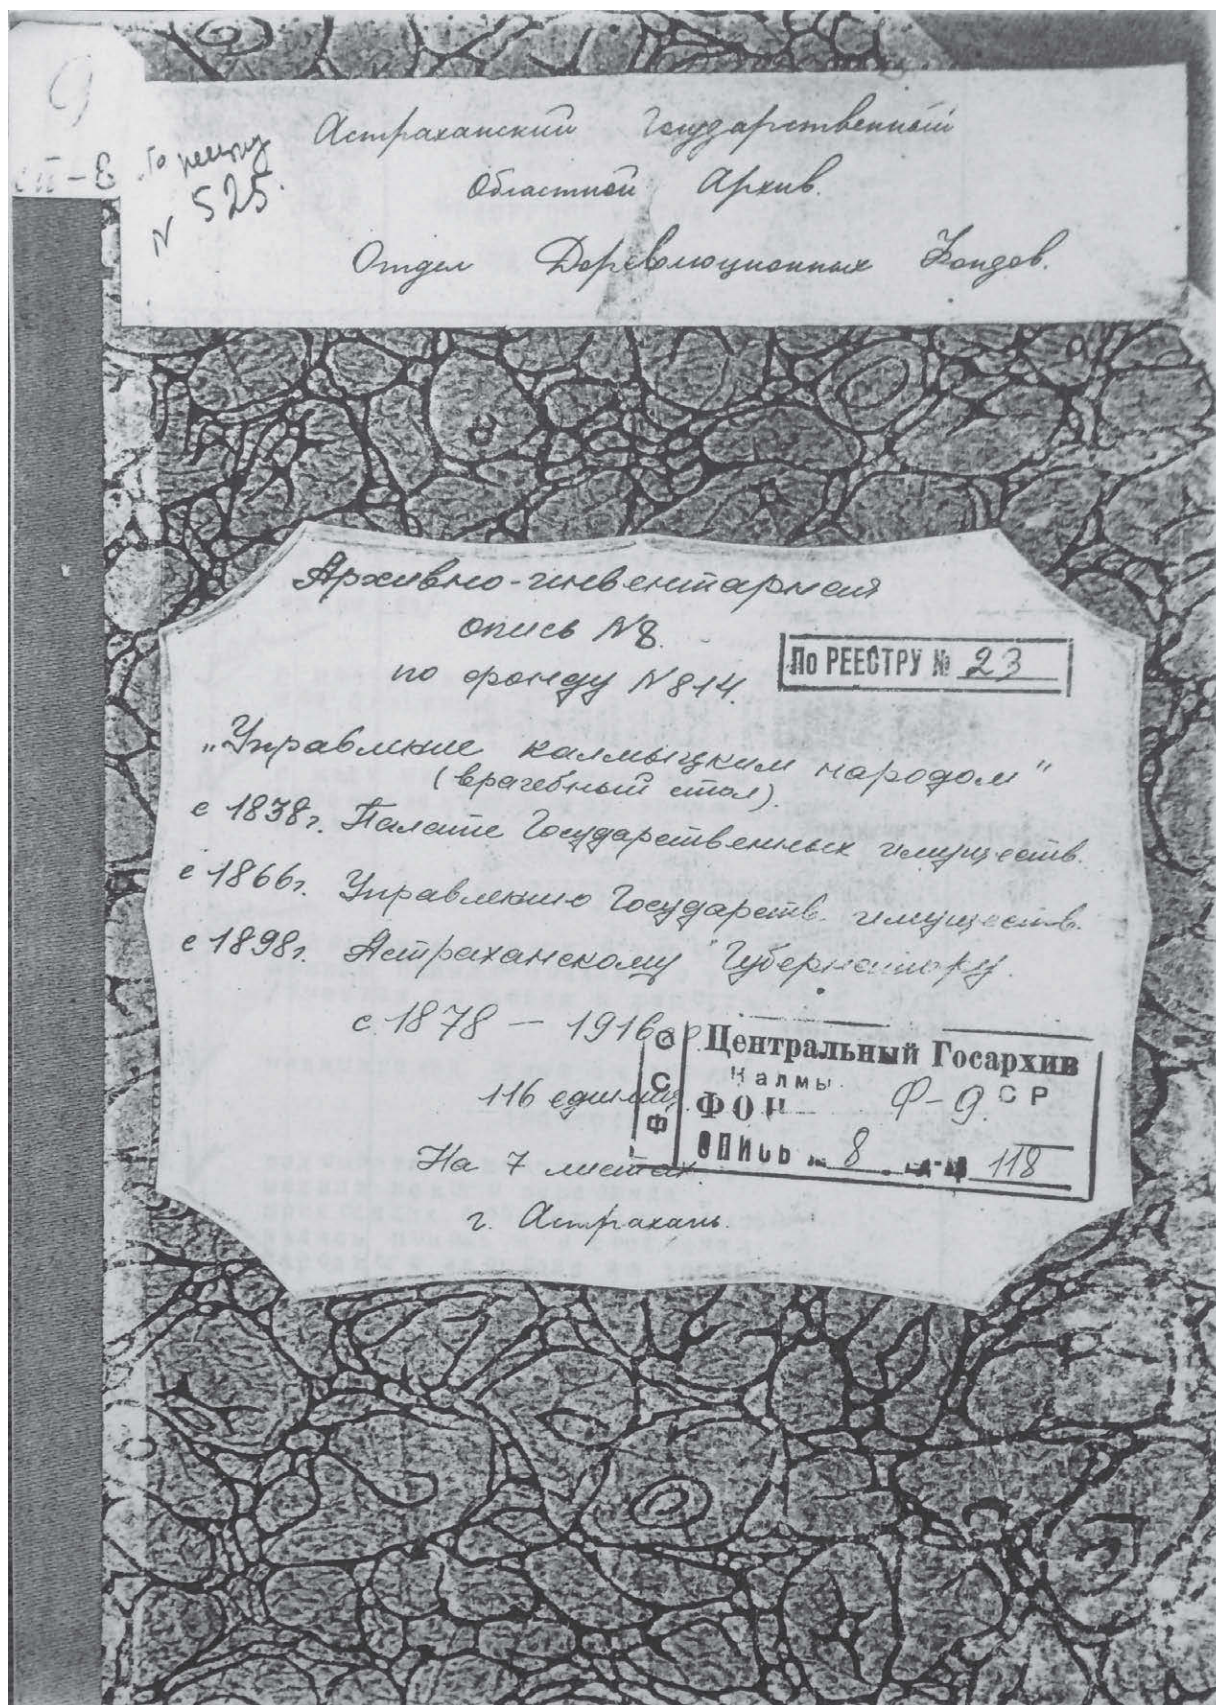 9
оп-8
По реестру
N 525.
Астраханский Государственный
Областной Архив.
Отдел Дореволюционных Фондов.
Архивно-инвентарная
опись N8.
по фонду N814.
По РЕЕСТРУ № 23
„Управление калмыцким народом"
(врачебный стол).
с 1838г. Палате Государственных имуществ.
с 1866г. Управлению Государств. имуществ.
с 1898г. Астраханскому Губернатору.
с 1878 — 1916
116 единиц
На 7 листах.
г. Астрахань.
Центральный Госархив
Калмы СР
ФОН Ф-9
ОПИСЬ № 8 118
С
Ф